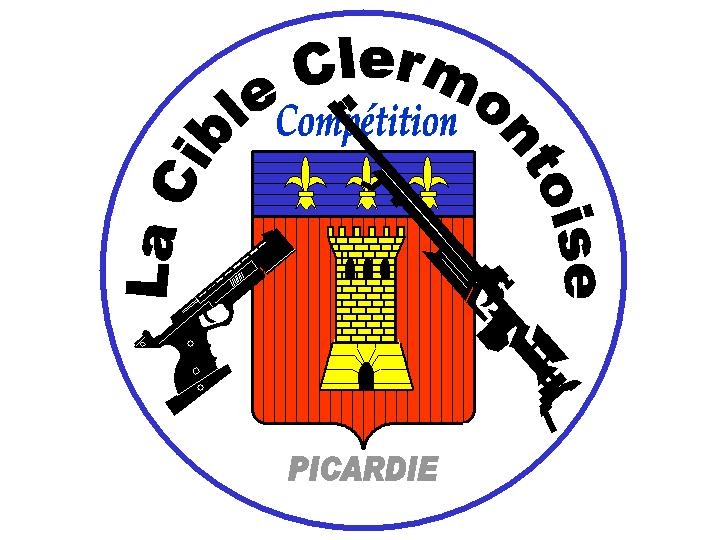 La Cible Clermontoise
Compétition
PICARDIE